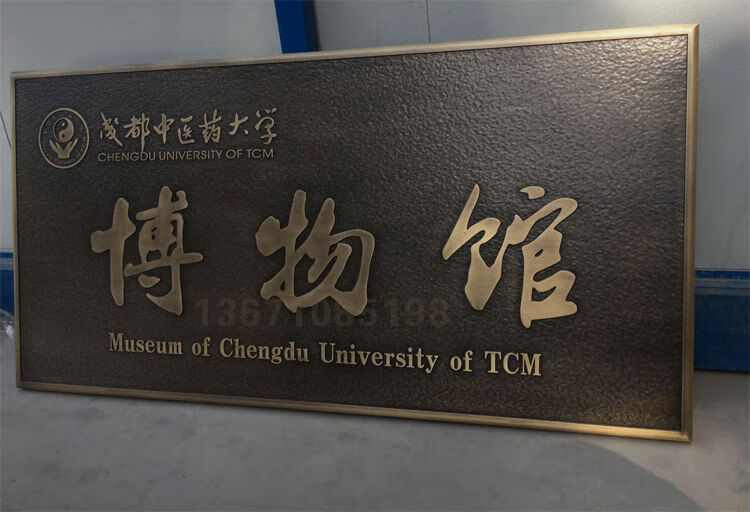 成都中医药大学
CHENGDU UNIVERSITY OF TCM
博物馆
13671085198
Museum of Chengdu University of TCM